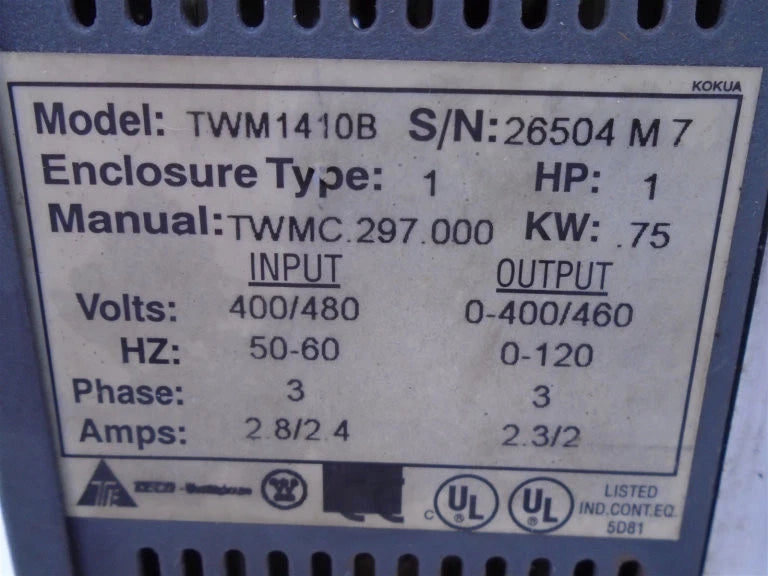 KOKUA
Model: TWM1410B S/N: 26504 M 7
Enclosure Type: 1 HP: 1
Manual: TWMC.297.000 KW: .75
INPUT OUTPUT
Volts: 400/480 0-400/460
HZ: 50-60 0-120
Phase: 3 3
Amps: 2.8/2.4 2.3/2
C UL ® UL ® LISTED
IND.CONT.EQ.
5D81